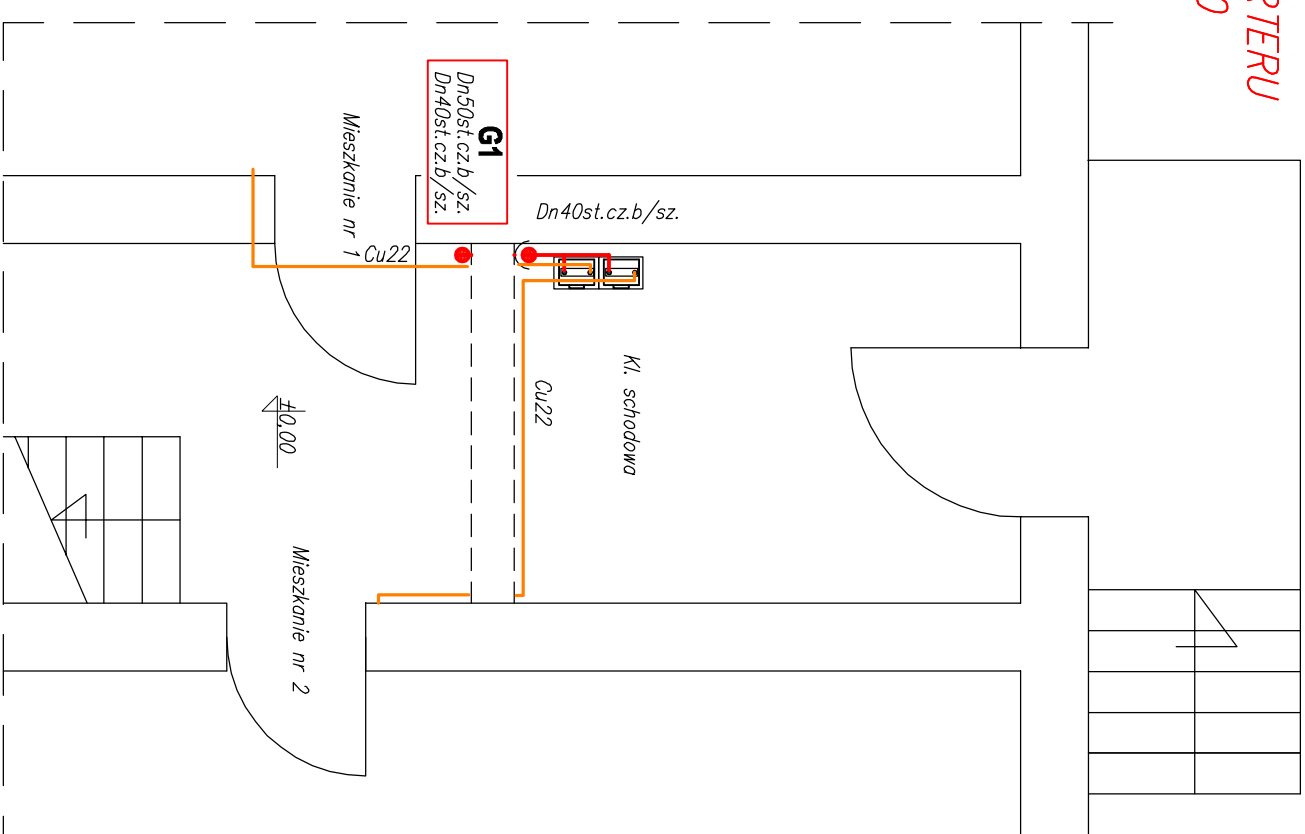 RTERU
G1
Dn50st.cz.b/sz.
Dn40st.cz.b/sz.
Mieszkanie nr 1
Dn40st.cz.b/sz.
Cu22
Kl. schodowa
Cu22
±0,00
Mieszkanie nr 2